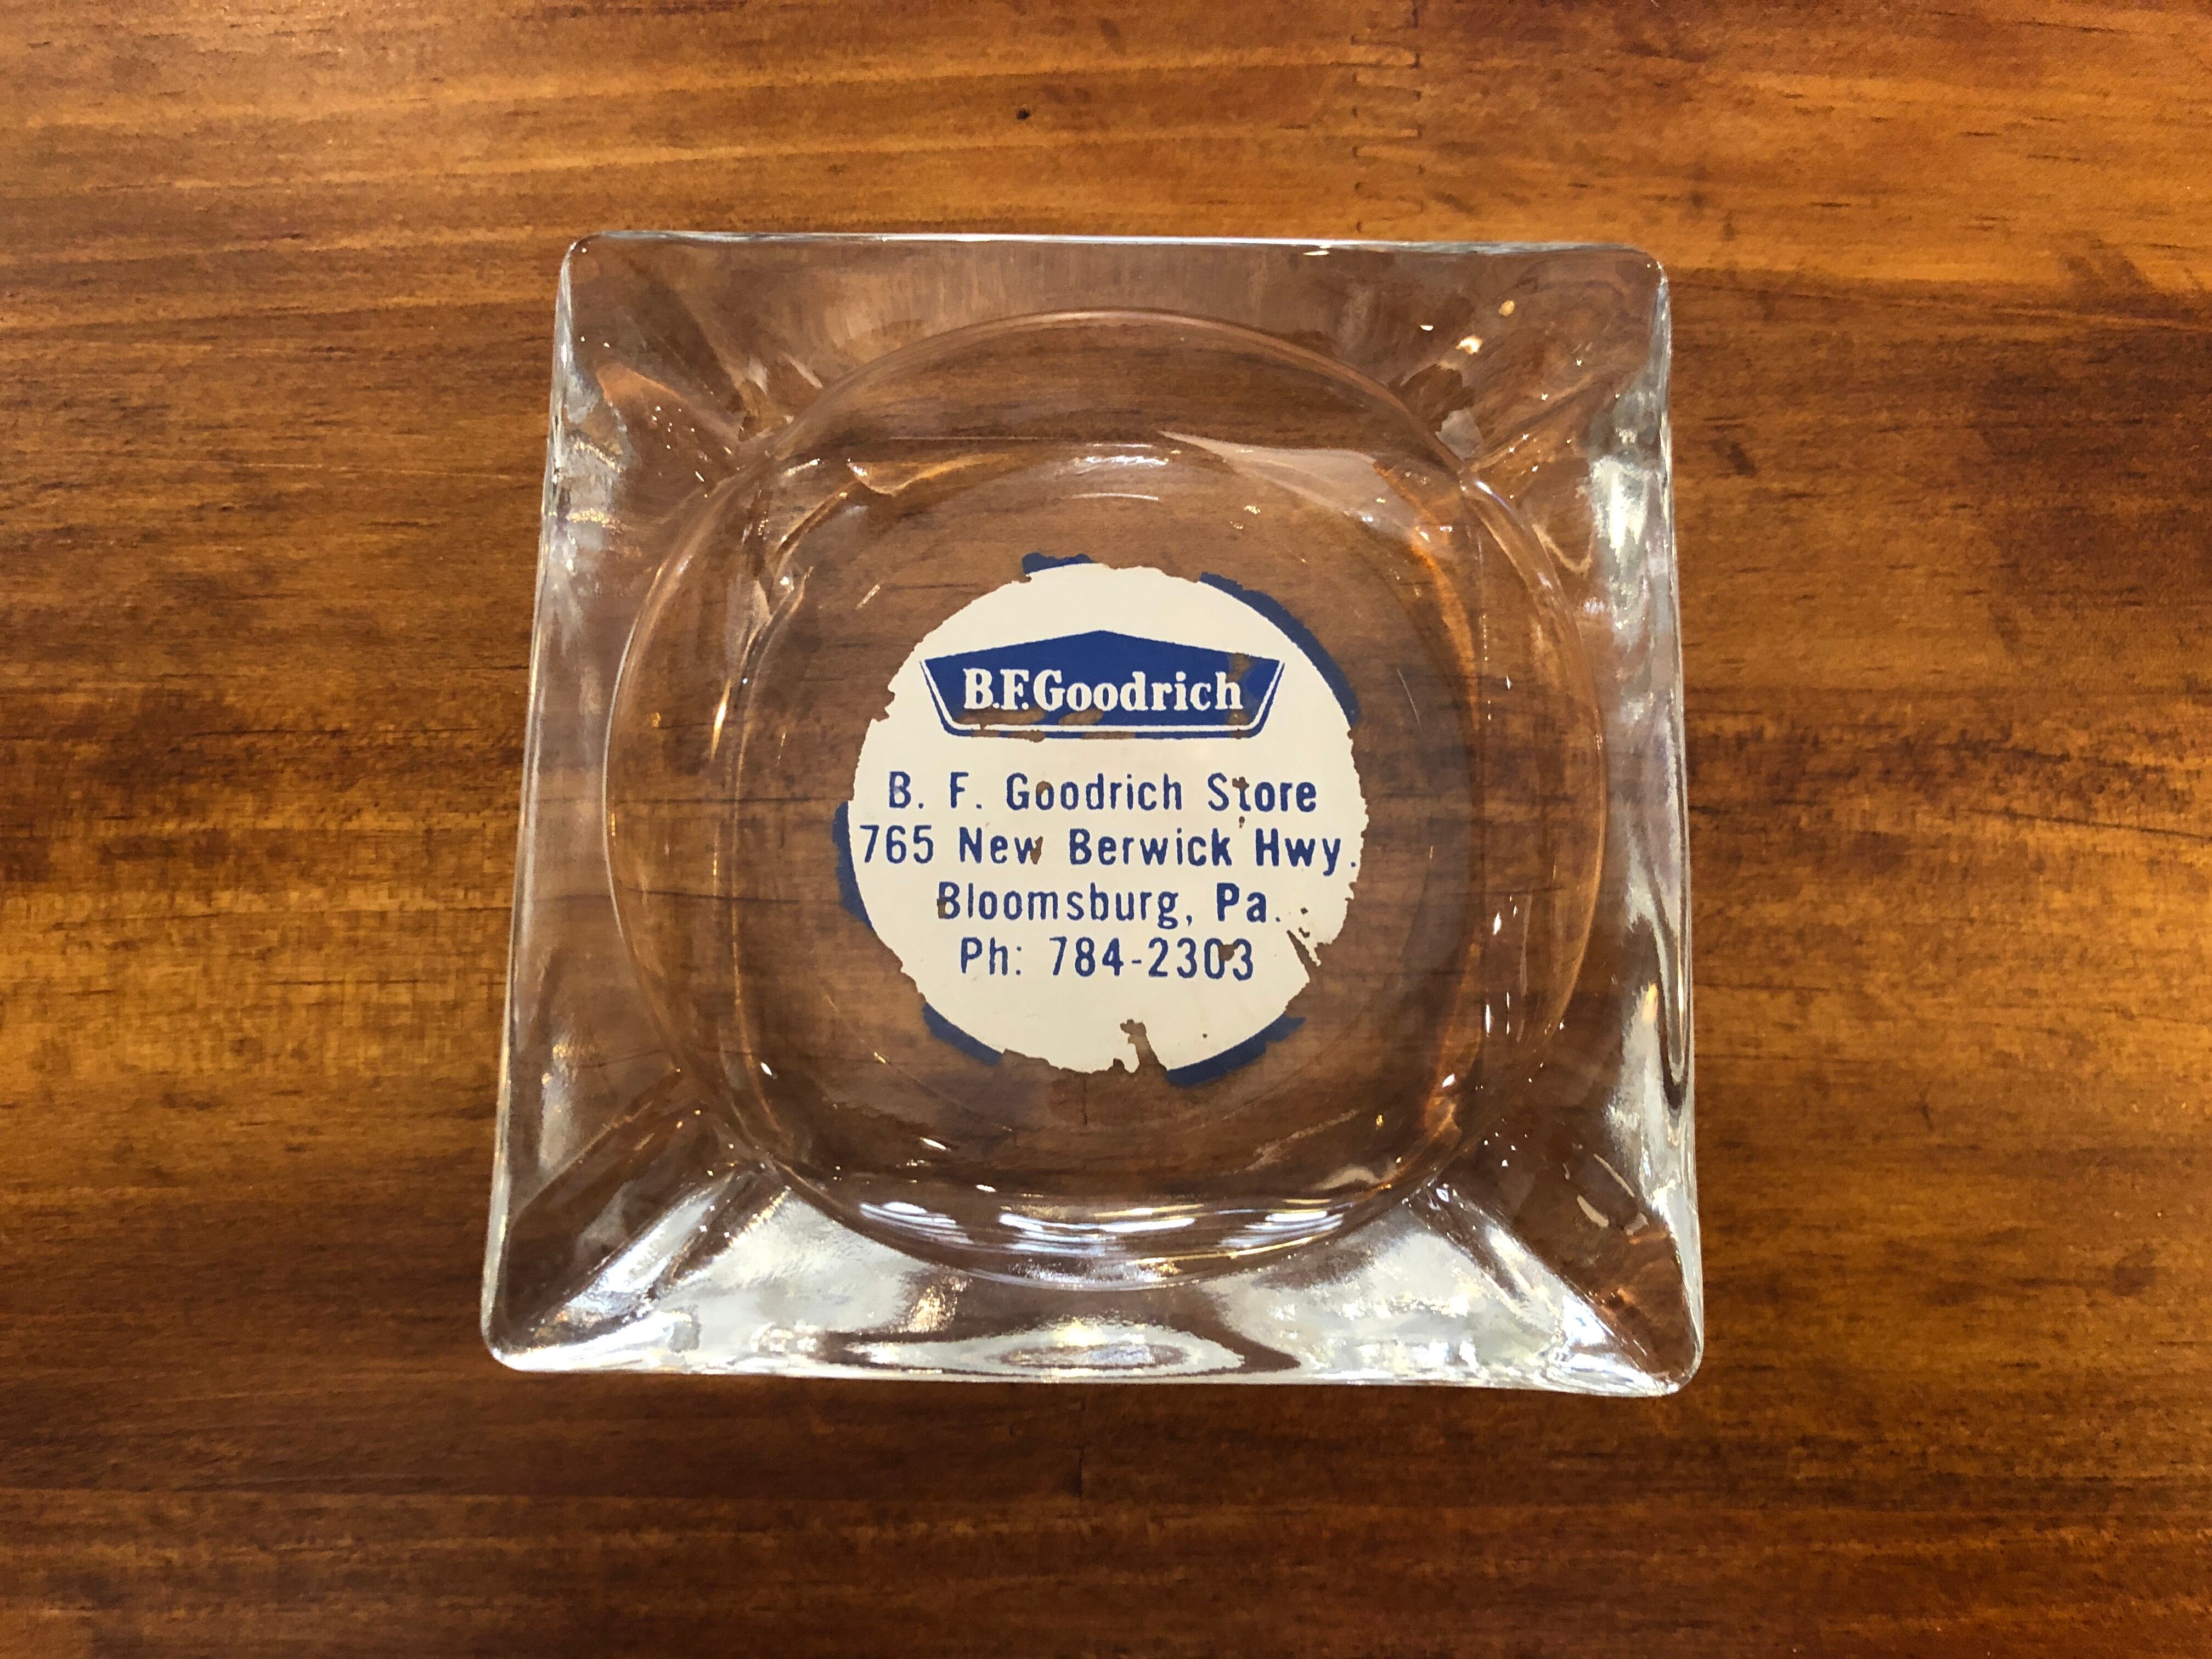 B.F.Goodrich
B. F. Goodrich Store
765 New Berwick Hwy.
Bloomsburg, Pa.
Ph: 784-2303